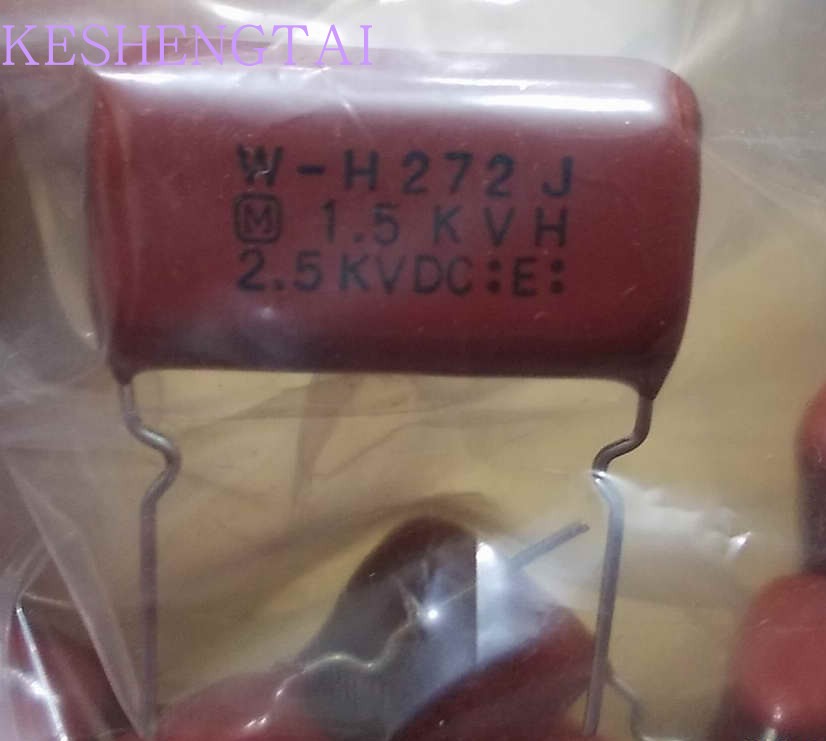 KESHENGTAI
W-H272J
M 1.5KVH
2.5KVDC:E: